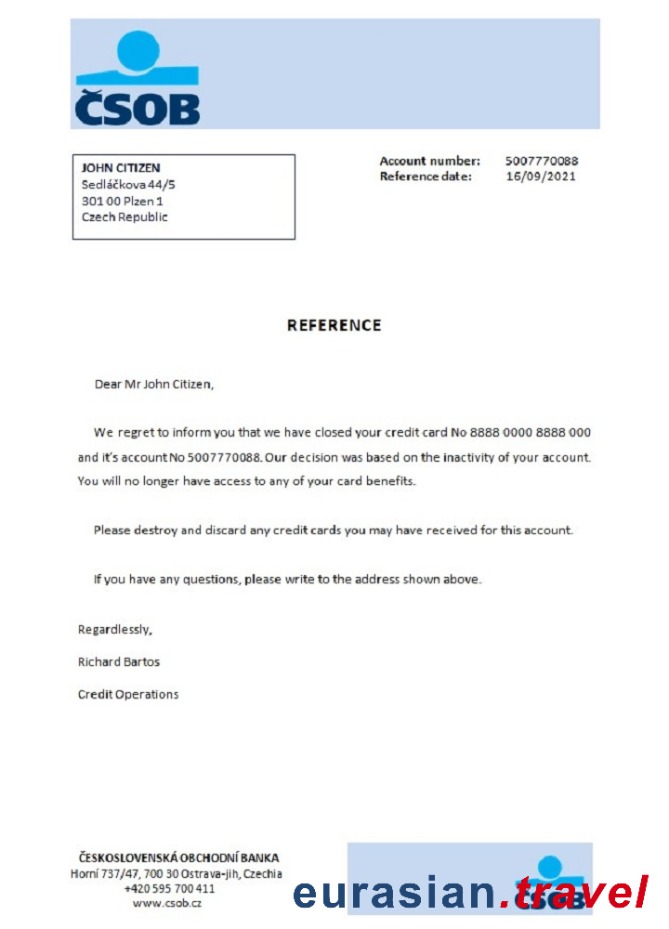 ČSOB
JOHN CITIZEN
Sedláčkova 44/5
301 00 Plzen 1
Czech Republic
Account number: 5007770088
Reference date: 16/09/2021
REFERENCE
Dear Mr John Citizen,
We regret to inform you that we have closed your credit card No 8888 0000 8888 000
and it's account No 5007770088. Our decision was based on the inactivity of your account.
You will no longer have access to any of your card benefits.
Please destroy and discard any credit cards you may have received for this account.
If you have any questions, please write to the address shown above.
Regardlessly,
Richard Bartos
Credit Operations
ČESKOSLOVENSKÁ OBCHODNÍ BANKA
Horní 737/47, 700 30 Ostrava-jih, Czechia
+420 595 700 411
www.csob.cz
ČSOB
eurasian.travel